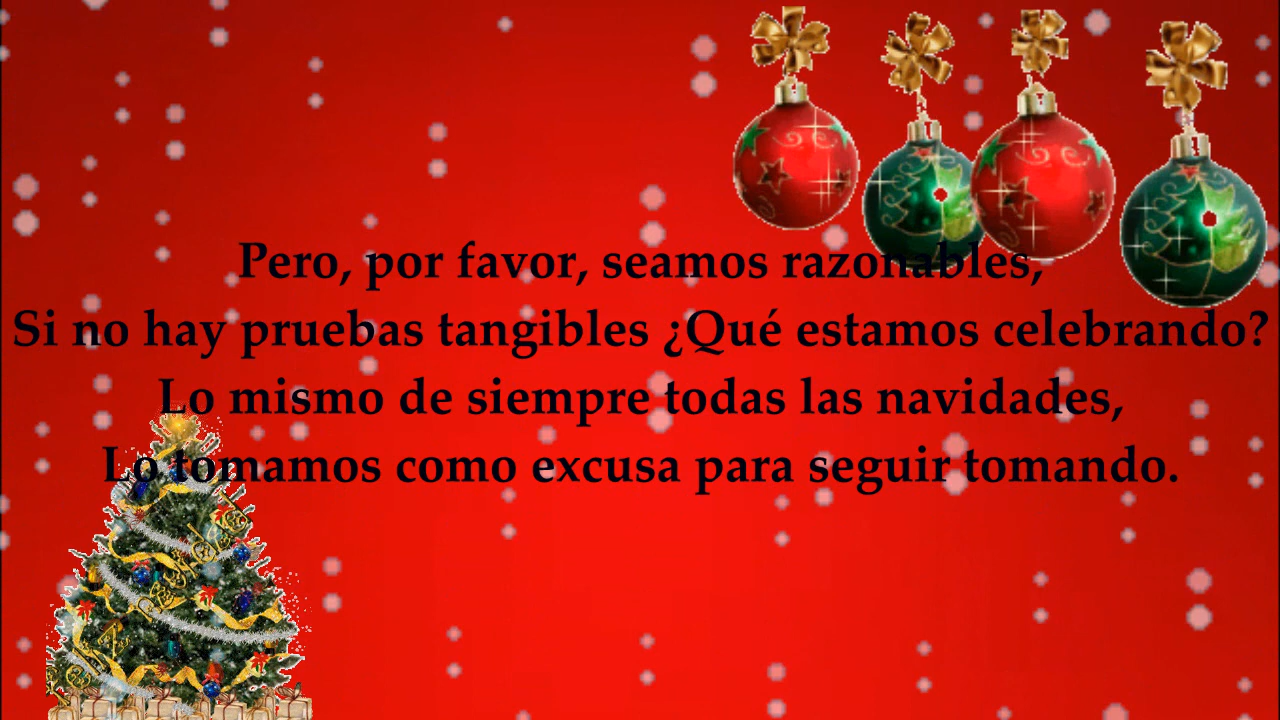 Pero, por favor, seamos razonables,
Si no hay pruebas tangibles ¿Qué estamos celebrando?
Lo mismo de siempre todas las navidades,
Lo tomamos como excusa para seguir tomando.